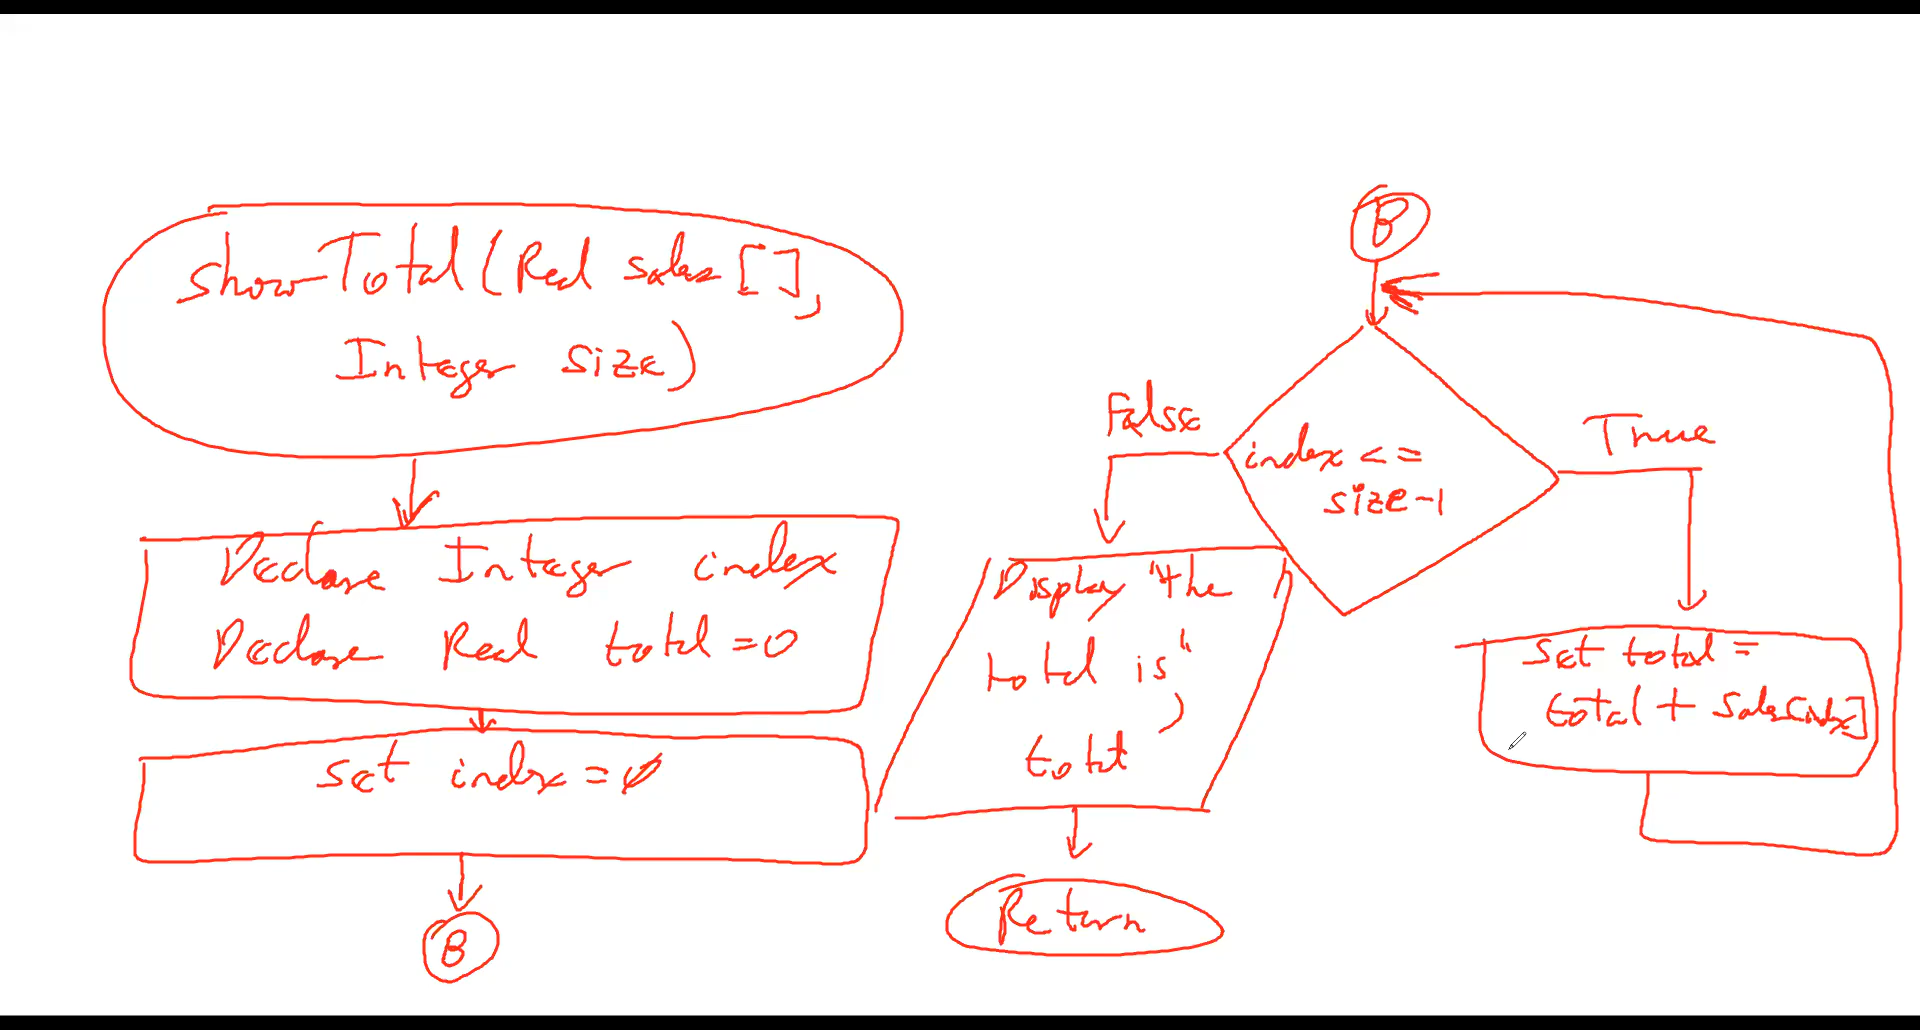 showTotal(Real sales[],
Integer size)
Declare Integer index
Declare Real total=0
set index=0
B
B
index <=
size-1
False
True
Display "the
total is"
,
total
Return
set total =
total + sales[index]